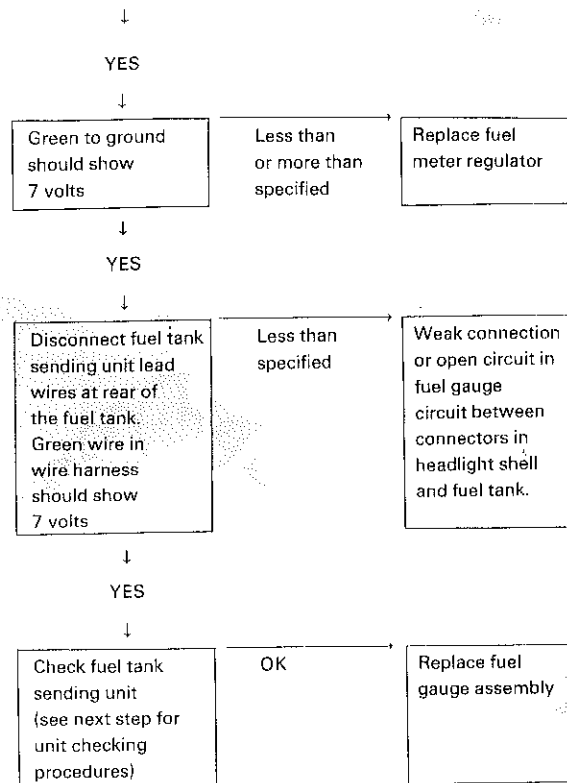 ↓
YES
↓
Green to ground
should show
7 volts
Less than
or more than
specified
Replace fuel
meter regulator
↓
YES
↓
Disconnect fuel tank
sending unit lead
wires at rear of
the fuel tank.
Green wire in
wire harness
should show
7 volts
Less than
specified
Weak connection
or open circuit in
fuel gauge
circuit between
connectors in
headlight shell
and fuel tank.
↓
YES
↓
Check fuel tank
sending unit
(see next step for
unit checking
procedures)
OK
Replace fuel
gauge assembly